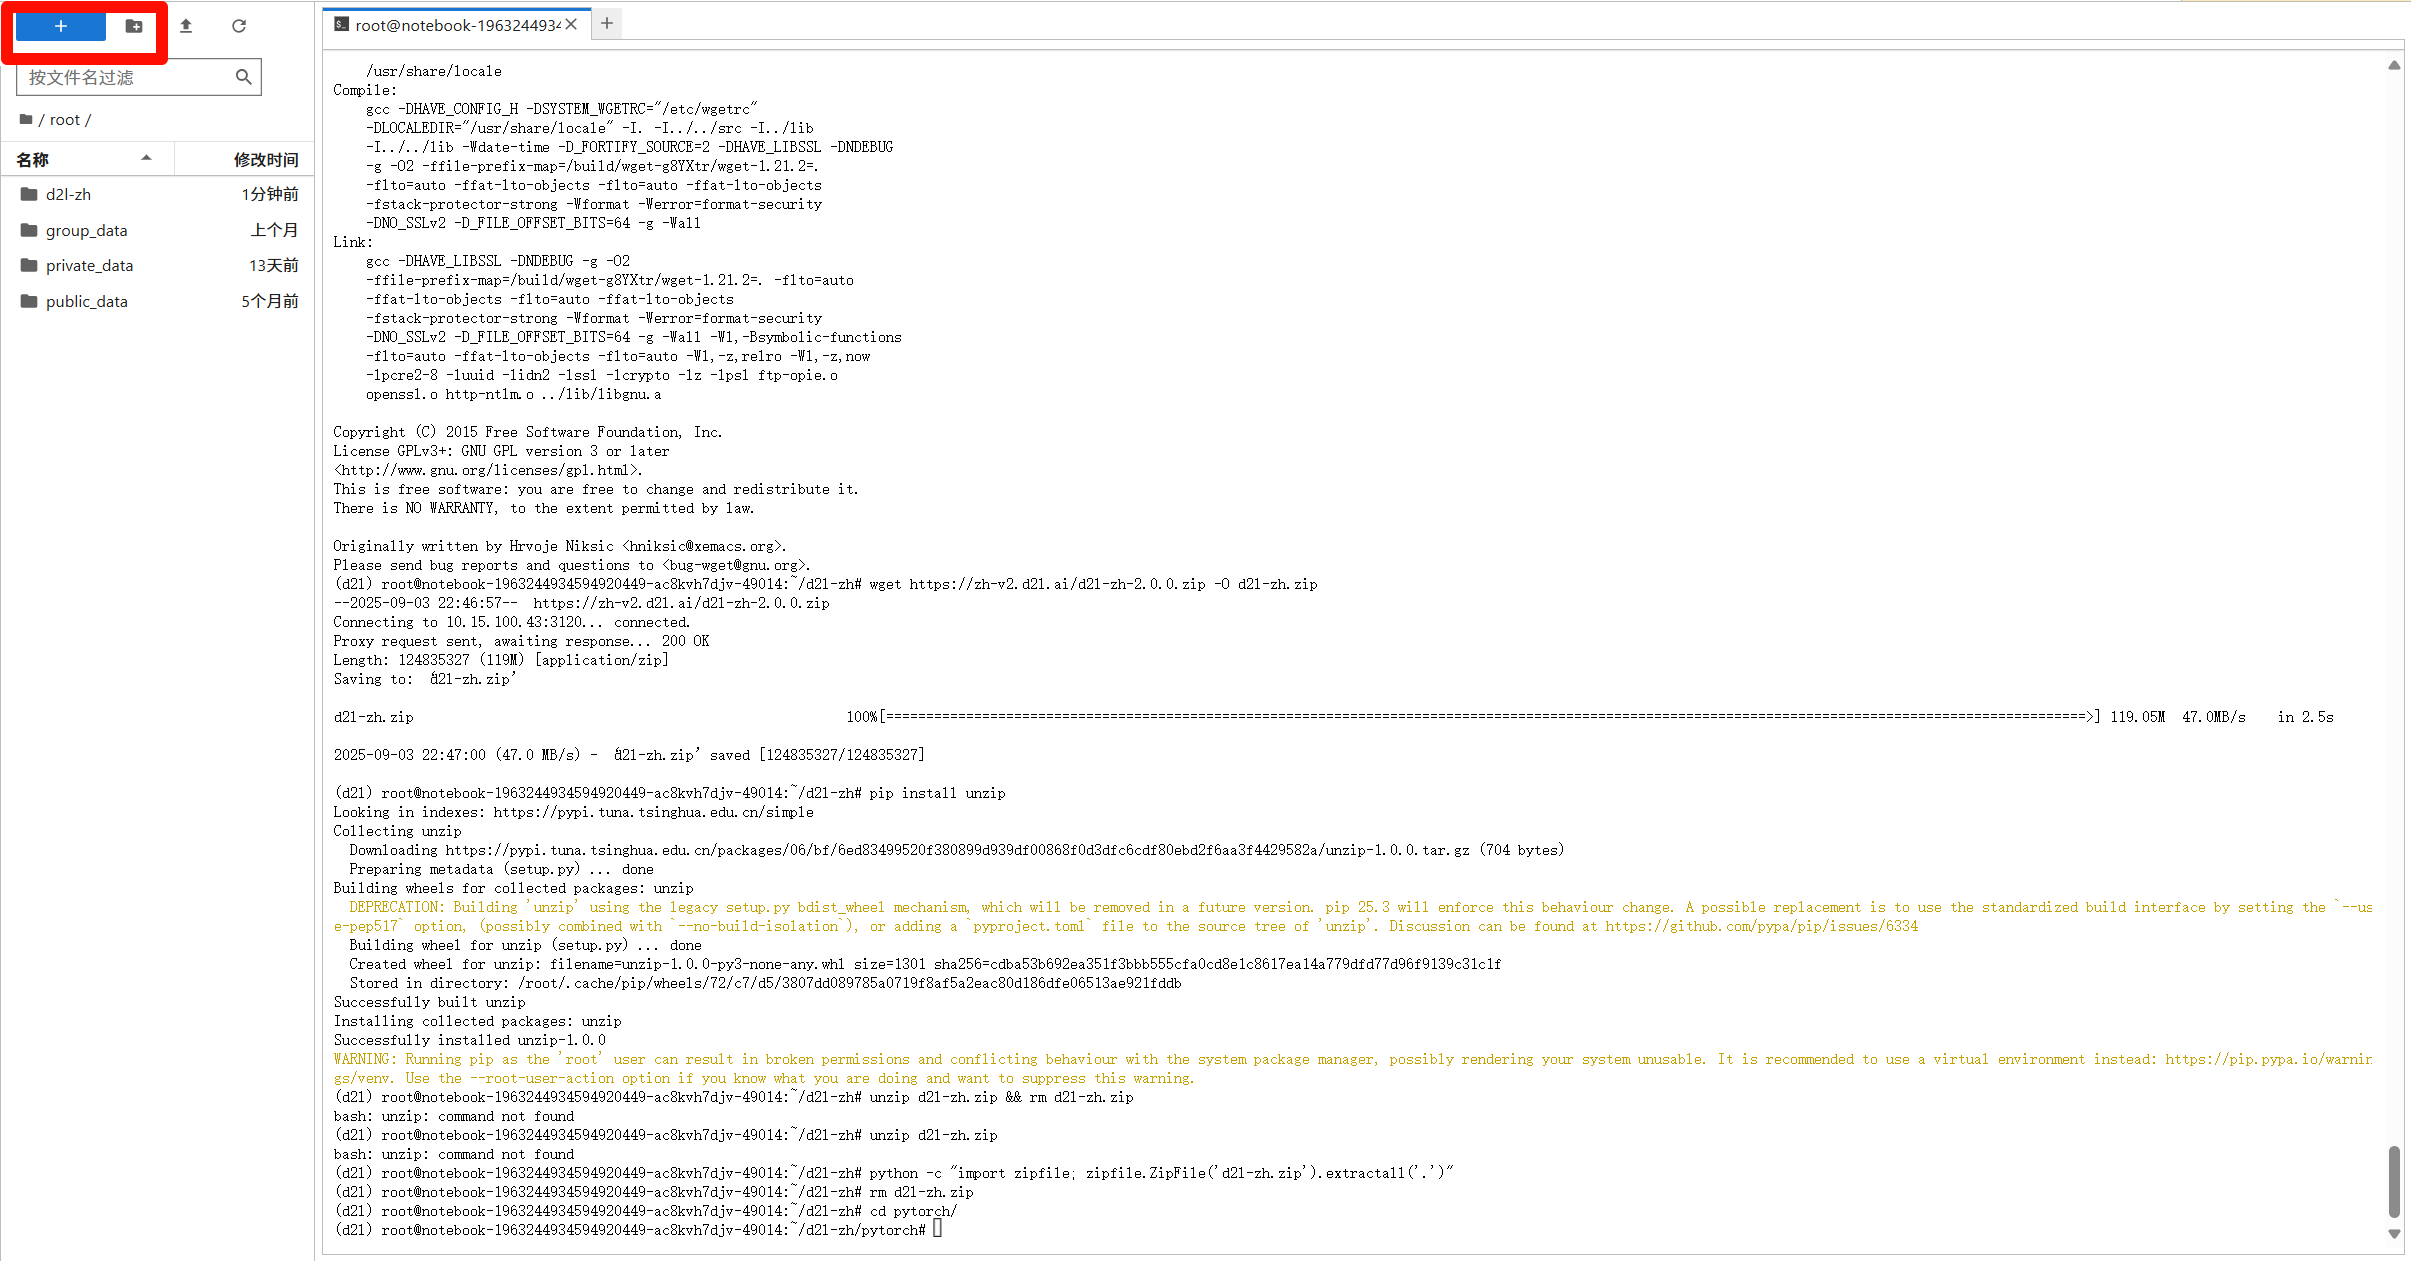 按文件名过滤
/ root /
名称 修改时间
d2l-zh 1分钟前
group_data 上个月
private_data 13天前
public_data 5个月前
root@notebook-1963244934
/usr/share/locale
Compile:
gcc -DHAVE_CONFIG_H -DSYSTEM_WGETRC="/etc/wgetrc"
-DLOCALEDIR="/usr/share/locale" -I. -I../../src -I../lib
-I../../lib -Wdate-time -D_FORTIFY_SOURCE=2 -DHAVE_LIBSSL -DNDEBUG
-g -O2 -ffile-prefix-map=/build/wget-g8YXtr/wget-1.21.2=.
-flto=auto -ffat-lto-objects -flto=auto -ffat-lto-objects
-fstack-protector-strong -Wformat -Werror=format-security
-DNO_SSLv2 -D_FILE_OFFSET_BITS=64 -g -Wall
Link:
gcc -DHAVE_LIBSSL -DNDEBUG -g -O2
-ffile-prefix-map=/build/wget-g8YXtr/wget-1.21.2=. -flto=auto
-ffat-lto-objects -flto=auto -ffat-lto-objects
-fstack-protector-strong -Wformat -Werror=format-security
-DNO_SSLv2 -D_FILE_OFFSET_BITS=64 -g -Wall -Wl,-Bsymbolic-functions
-flto=auto -ffat-lto-objects -flto=auto -Wl,-z,relro -Wl,-z,now
-lpcre2-8 -luuid -lidn2 -lssl -lcrypto -lz -lpsl ftp-opie.o
openssl.o http-ntlm.o ../lib/libgnu.a
Copyright (C) 2015 Free Software Foundation, Inc.
License GPLv3+: GNU GPL version 3 or later
<http://www.gnu.org/licenses/gpl.html>.
This is free software: you are free to change and redistribute it.
There is NO WARRANTY, to the extent permitted by law.
Originally written by Hrvoje Niksic <hniksic@xemacs.org>.
Please send bug reports and questions to <bug-wget@gnu.org>.
(d2l) root@notebook-1963244934594920449-ac8kvh7djv-49014:~/d2l-zh# wget https://zh-v2.d2l.ai/d2l-zh-2.0.0.zip -O d2l-zh.zip
--2025-09-03 22:46:57--  https://zh-v2.d2l.ai/d2l-zh-2.0.0.zip
Connecting to 10.15.100.43:3120... connected.
Proxy request sent, awaiting response... 200 OK
Length: 124835327 (119M) [application/zip]
Saving to: ‘d2l-zh.zip’
d2l-zh.zip 100%[======================================================================================================================================================>] 119.05M 47.0MB/s in 2.5s
2025-09-03 22:47:00 (47.0 MB/s) - ‘d2l-zh.zip’ saved [124835327/124835327]
(d2l) root@notebook-1963244934594920449-ac8kvh7djv-49014:~/d2l-zh# pip install unzip
Looking in indexes: https://pypi.tuna.tsinghua.edu.cn/simple
Collecting unzip
Downloading https://pypi.tuna.tsinghua.edu.cn/packages/06/bf/6ed83499520f380899d939df00868f0d3dfc6cdf80ebd2f6aa3f4429582a/unzip-1.0.0.tar.gz (704 bytes)
Preparing metadata (setup.py) ... done
Building wheels for collected packages: unzip
DEPRECATION: Building 'unzip' using the legacy setup.py bdist_wheel mechanism, which will be removed in a future version. pip 25.3 will enforce this behaviour change. A possible replacement is to use the standardized build interface by setting the `--us
e-pep517` option, (possibly combined with `--no-build-isolation`), or adding a `pyproject.toml` file to the source tree of 'unzip'. Discussion can be found at https://github.com/pypa/pip/issues/6334
Building wheel for unzip (setup.py) ... done
Created wheel for unzip: filename=unzip-1.0.0-py3-none-any.whl size=1301 sha256=cdba53b692ea351f3bbb555cfa0cd8e1c8617ea14a779dfd77d96f9139c31c1f
Stored in directory: /root/.cache/pip/wheels/72/c7/d5/3807dd089785a0719f8af5a2eac80d186dfe06513ae921fddb
Successfully built unzip
Installing collected packages: unzip
Successfully installed unzip-1.0.0
WARNING: Running pip as the 'root' user can result in broken permissions and conflicting behaviour with the system package manager, possibly rendering your system unusable. It is recommended to use a virtual environment instead: https://pip.pypa.io/warnin
gs/venv. Use the --root-user-action option if you know what you are doing and want to suppress this warning.
(d2l) root@notebook-1963244934594920449-ac8kvh7djv-49014:~/d2l-zh# unzip d2l-zh.zip && rm d2l-zh.zip
bash: unzip: command not found
(d2l) root@notebook-1963244934594920449-ac8kvh7djv-49014:~/d2l-zh# unzip d2l-zh.zip
bash: unzip: command not found
(d2l) root@notebook-1963244934594920449-ac8kvh7djv-49014:~/d2l-zh# python -c "import zipfile; zipfile.ZipFile('d2l-zh.zip').extractall('.')"
(d2l) root@notebook-1963244934594920449-ac8kvh7djv-49014:~/d2l-zh# rm d2l-zh.zip
(d2l) root@notebook-1963244934594920449-ac8kvh7djv-49014:~/d2l-zh# cd pytorch/
(d2l) root@notebook-1963244934594920449-ac8kvh7djv-49014:~/d2l-zh/pytorch#